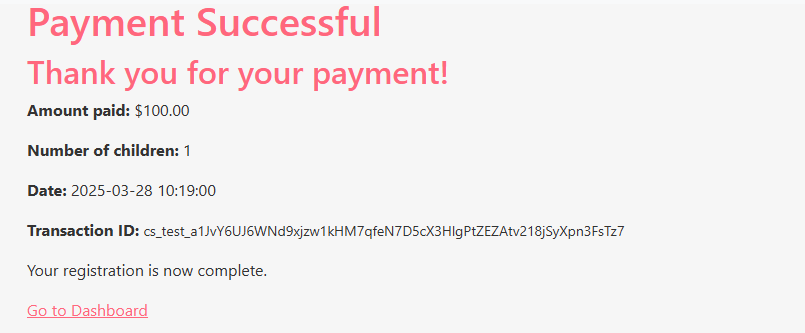 Payment Successful
Thank you for your payment!
Amount paid: $100.00
Number of children: 1
Date: 2025-03-28 10:19:00
Transaction ID: cs_test_a1JvY6UJ6WNd9xjzw1kHM7qfeN7D5cX3HIgPtZEZAtv218jSyXpn3FsTz7
Your registration is now complete.
Go to Dashboard